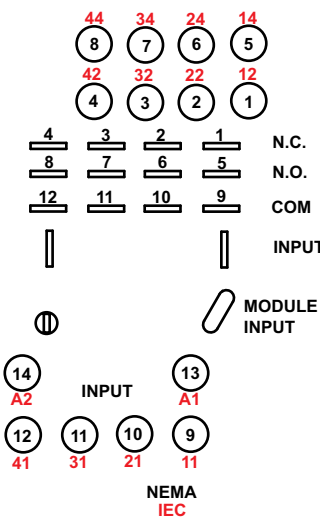 44 34 24 14
8 7 6 5
42 32 22 12
4 3 2 1
4 3 2 1 N.C.
8 7 6 5 N.O.
12 11 10 9 COM
INPUT
MODULE
INPUT
14 13
INPUT
A2 A1
12 11 10 9
41 31 21 11
NEMA
IEC